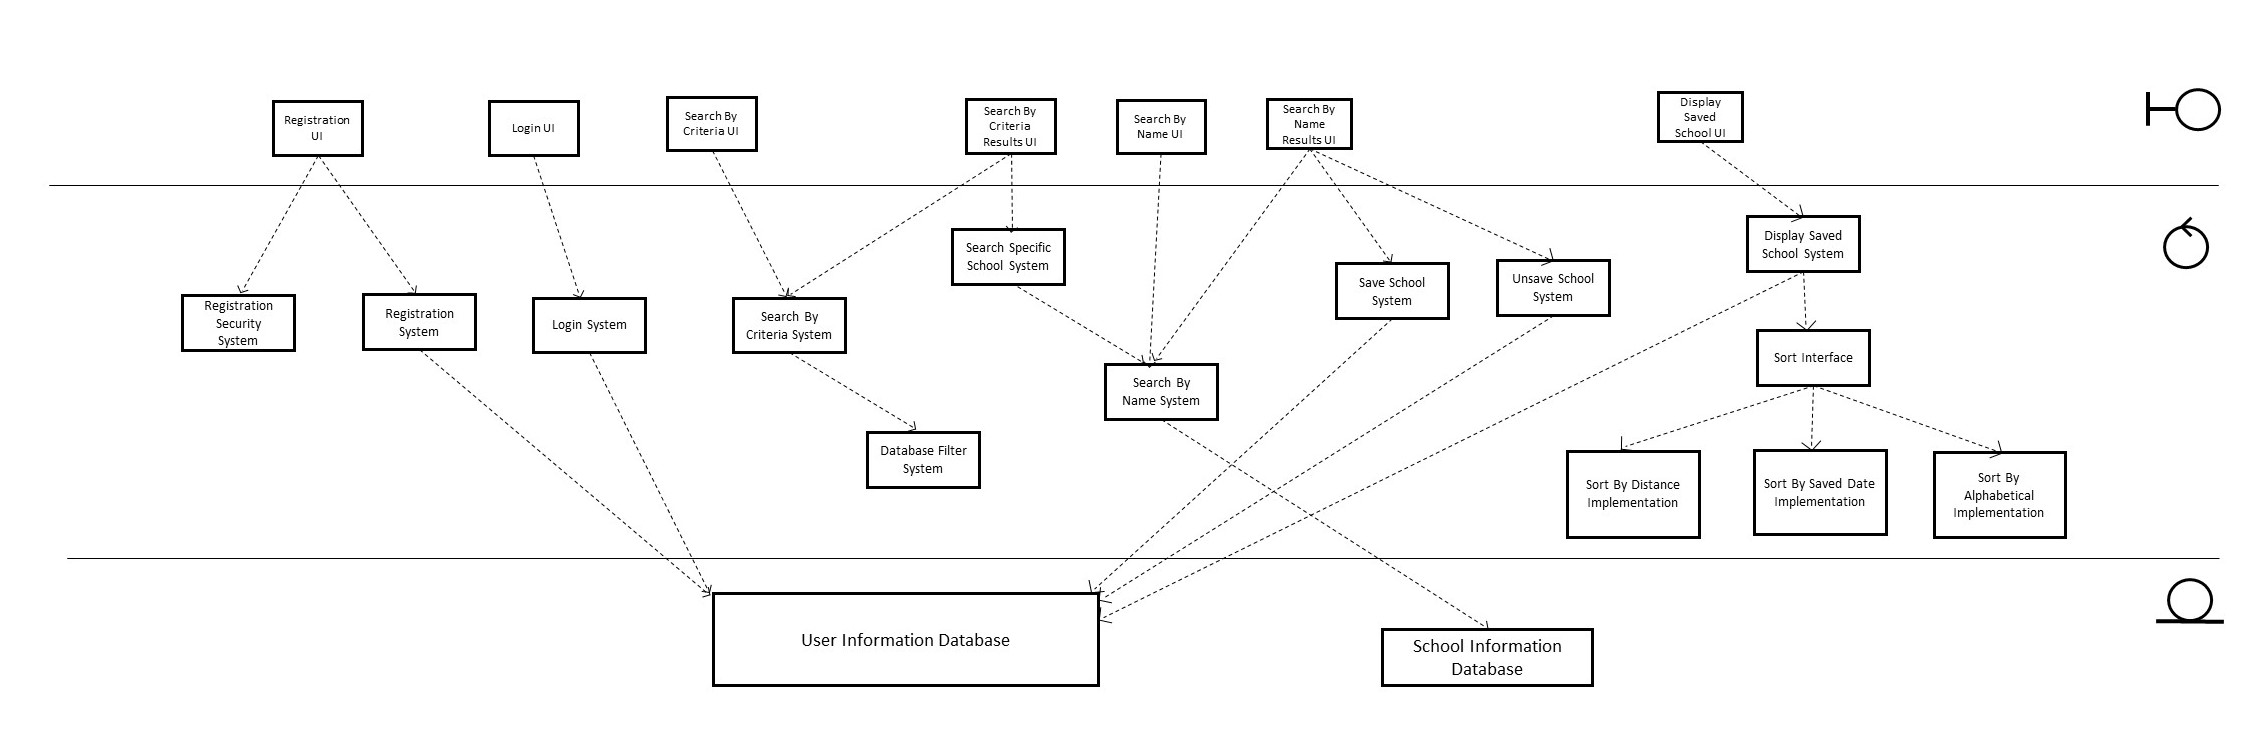 Registration
UI
Login UI
Search By
Criteria UI
Search By
Criteria
Results UI
Search By
Name UI
Search By
Name
Results UI
Display
Saved
School UI
Registration
Security
System
Registration
System
Login System
Search By
Criteria System
Search Specific
School System
Search By
Name System
Save School
System
Unsave School
System
Display Saved
School System
Sort Interface
Database Filter
System
Sort By Distance
Implementation
Sort By Saved Date
Implementation
Sort By
Alphabetical
Implementation
User Information Database
School Information
Database